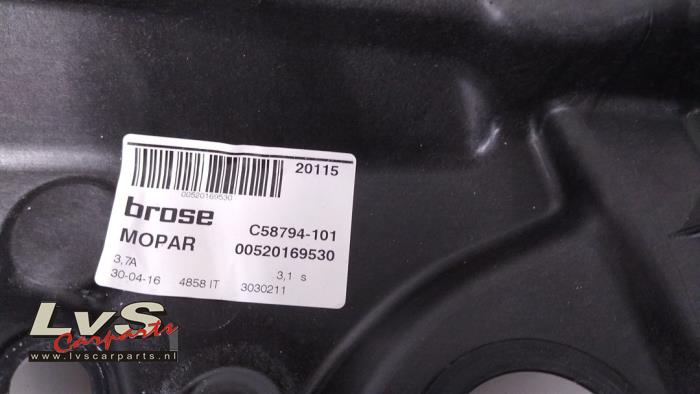 20115
00520169530
brose
C58794-101
MOPAR
00520169530
3,7A
3,1 s
30-04-16 4858 IT 3030211
LvS
Carparts
www.lvscarparts.nl